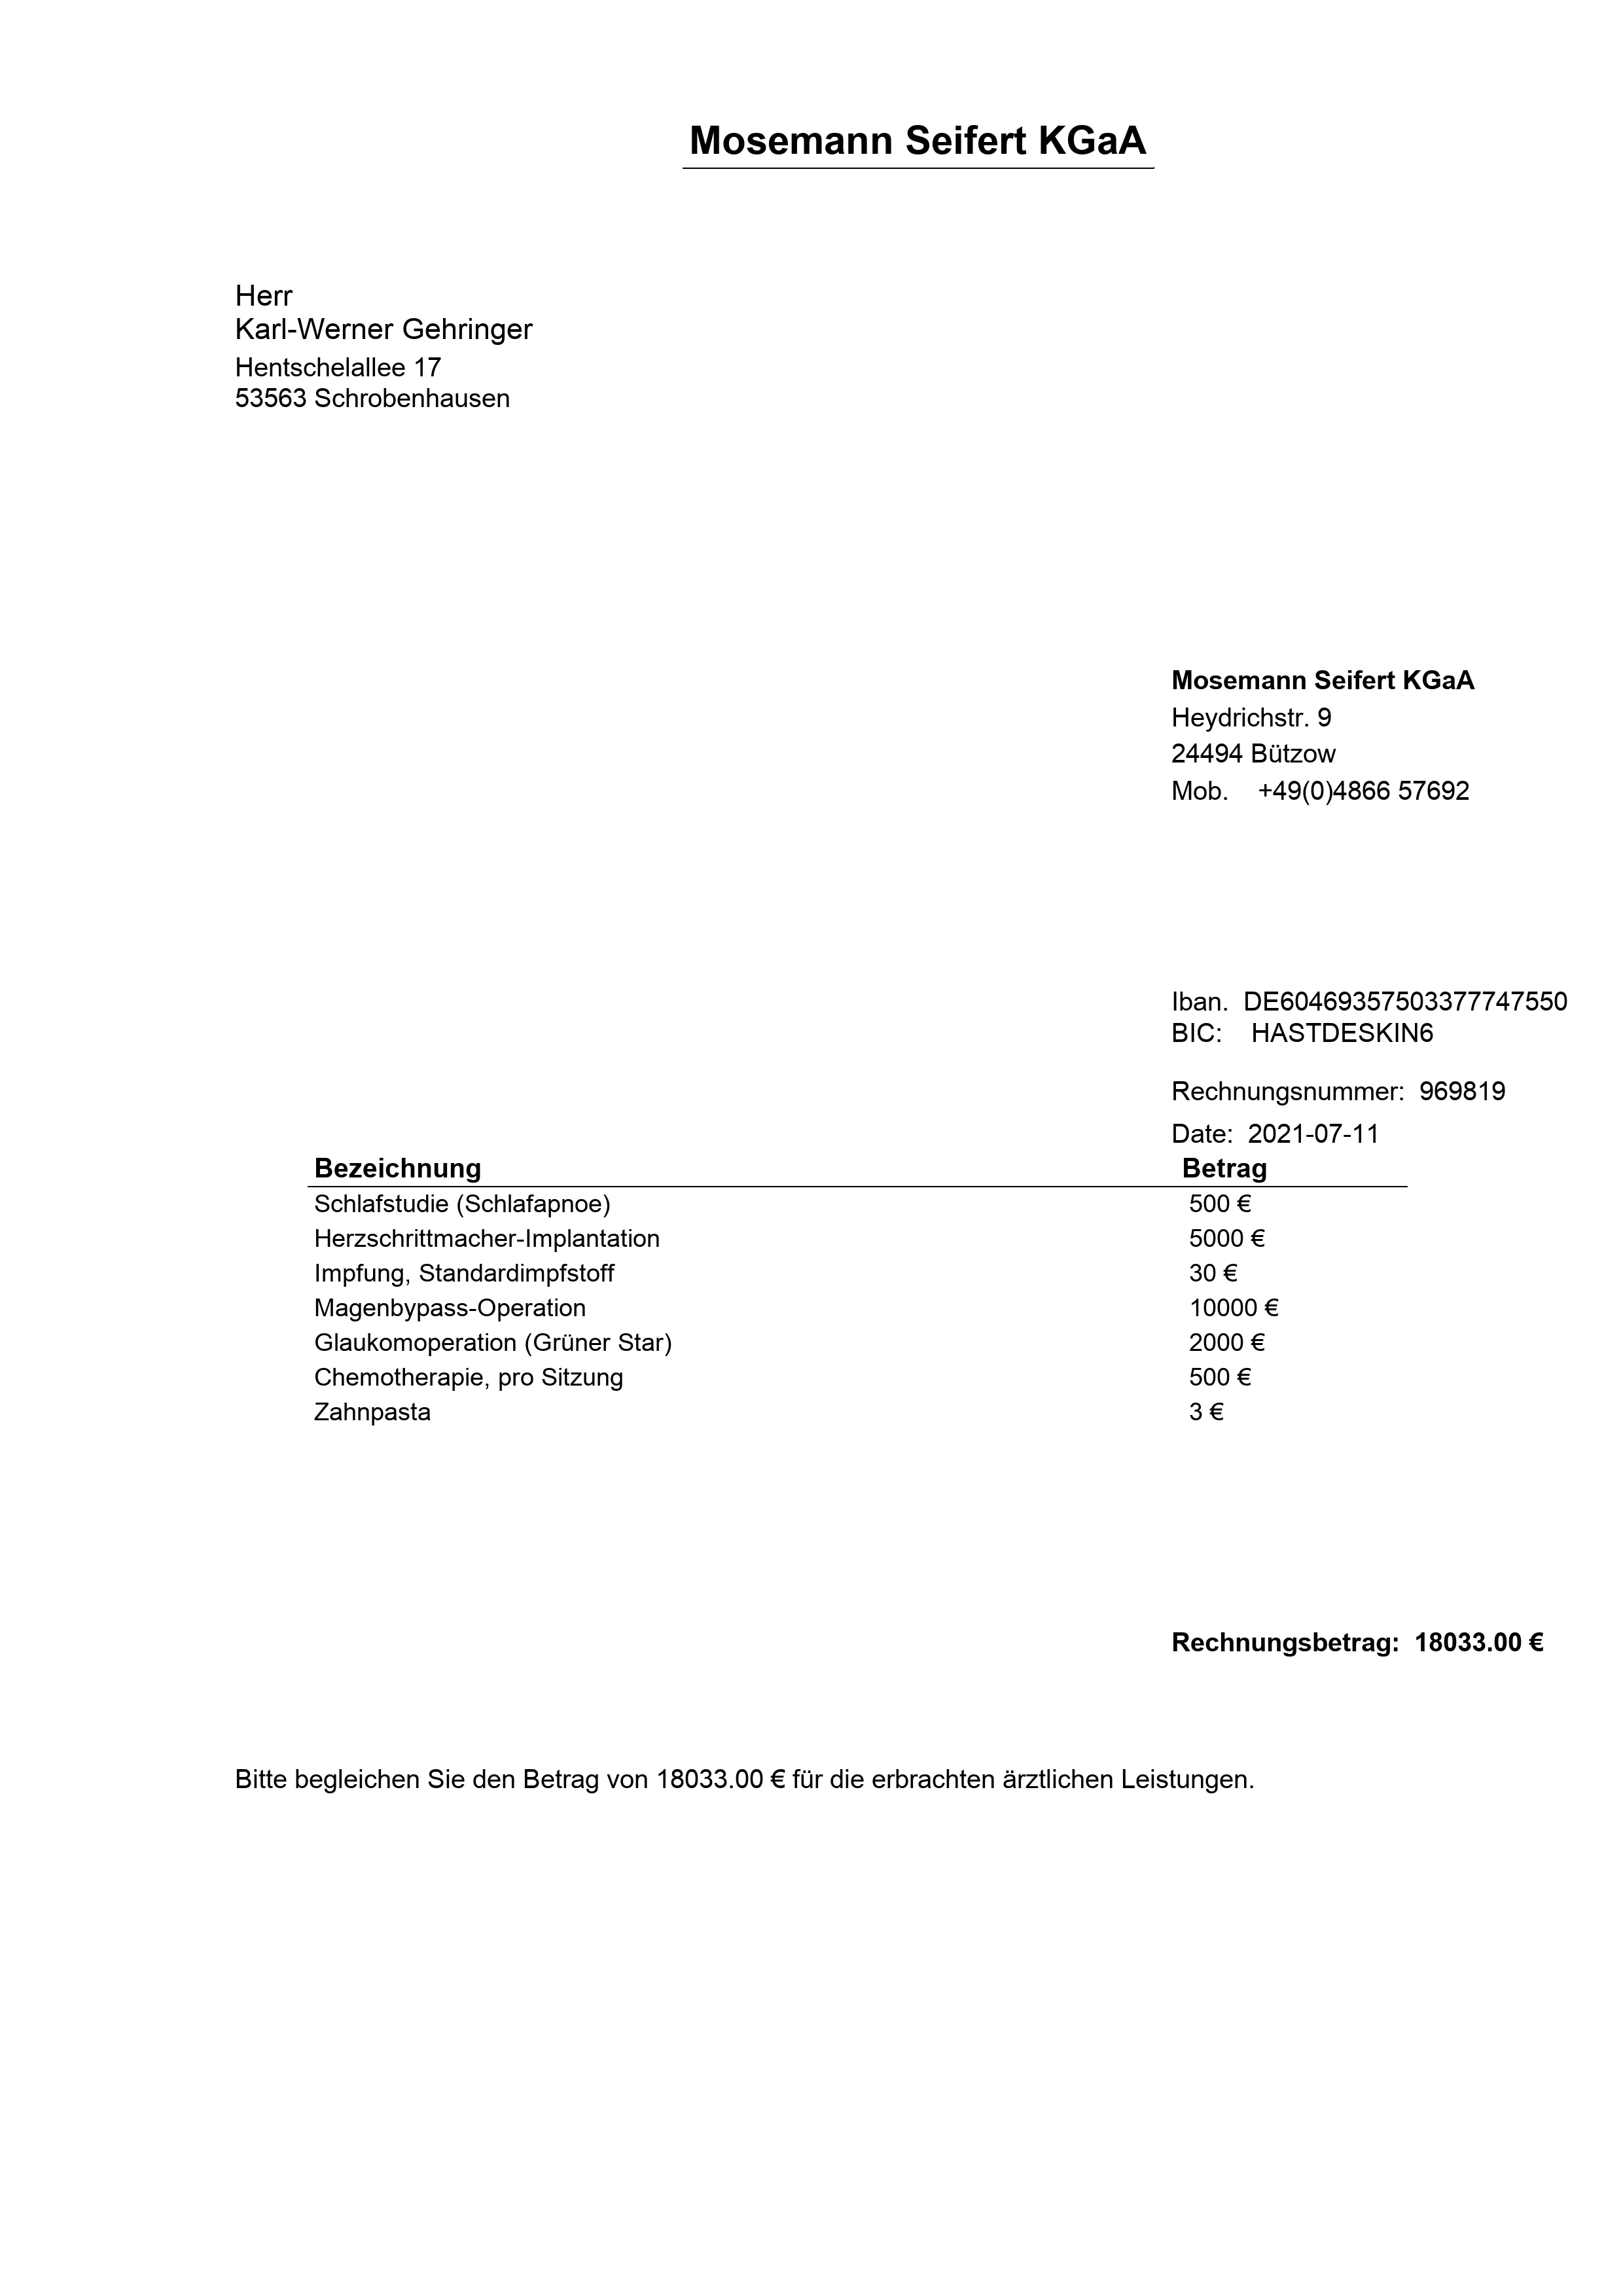 Mosemann Seifert KGaA
Herr
Karl-Werner Gehringer
Hentschelallee 17
53563 Schrobenhausen
Mosemann Seifert KGaA
Heydrichstr. 9
24494 Bützow
Mob. +49(0)4866 57692
Iban. DE60469357503377747550
BIC: HASTDESKIN6
Rechnungsnummer: 969819
Date: 2021-07-11
Bezeichnung Betrag
Schlafstudie (Schlafapnoe) 500 €
Herzschrittmacher-Implantation 5000 €
Impfung, Standardimpfstoff 30 €
Magenbypass-Operation 10000 €
Glaukomoperation (Grüner Star) 2000 €
Chemotherapie, pro Sitzung 500 €
Zahnpasta 3 €
Rechnungsbetrag: 18033.00 €
Bitte begleichen Sie den Betrag von 18033.00 € für die erbrachten ärztlichen Leistungen.